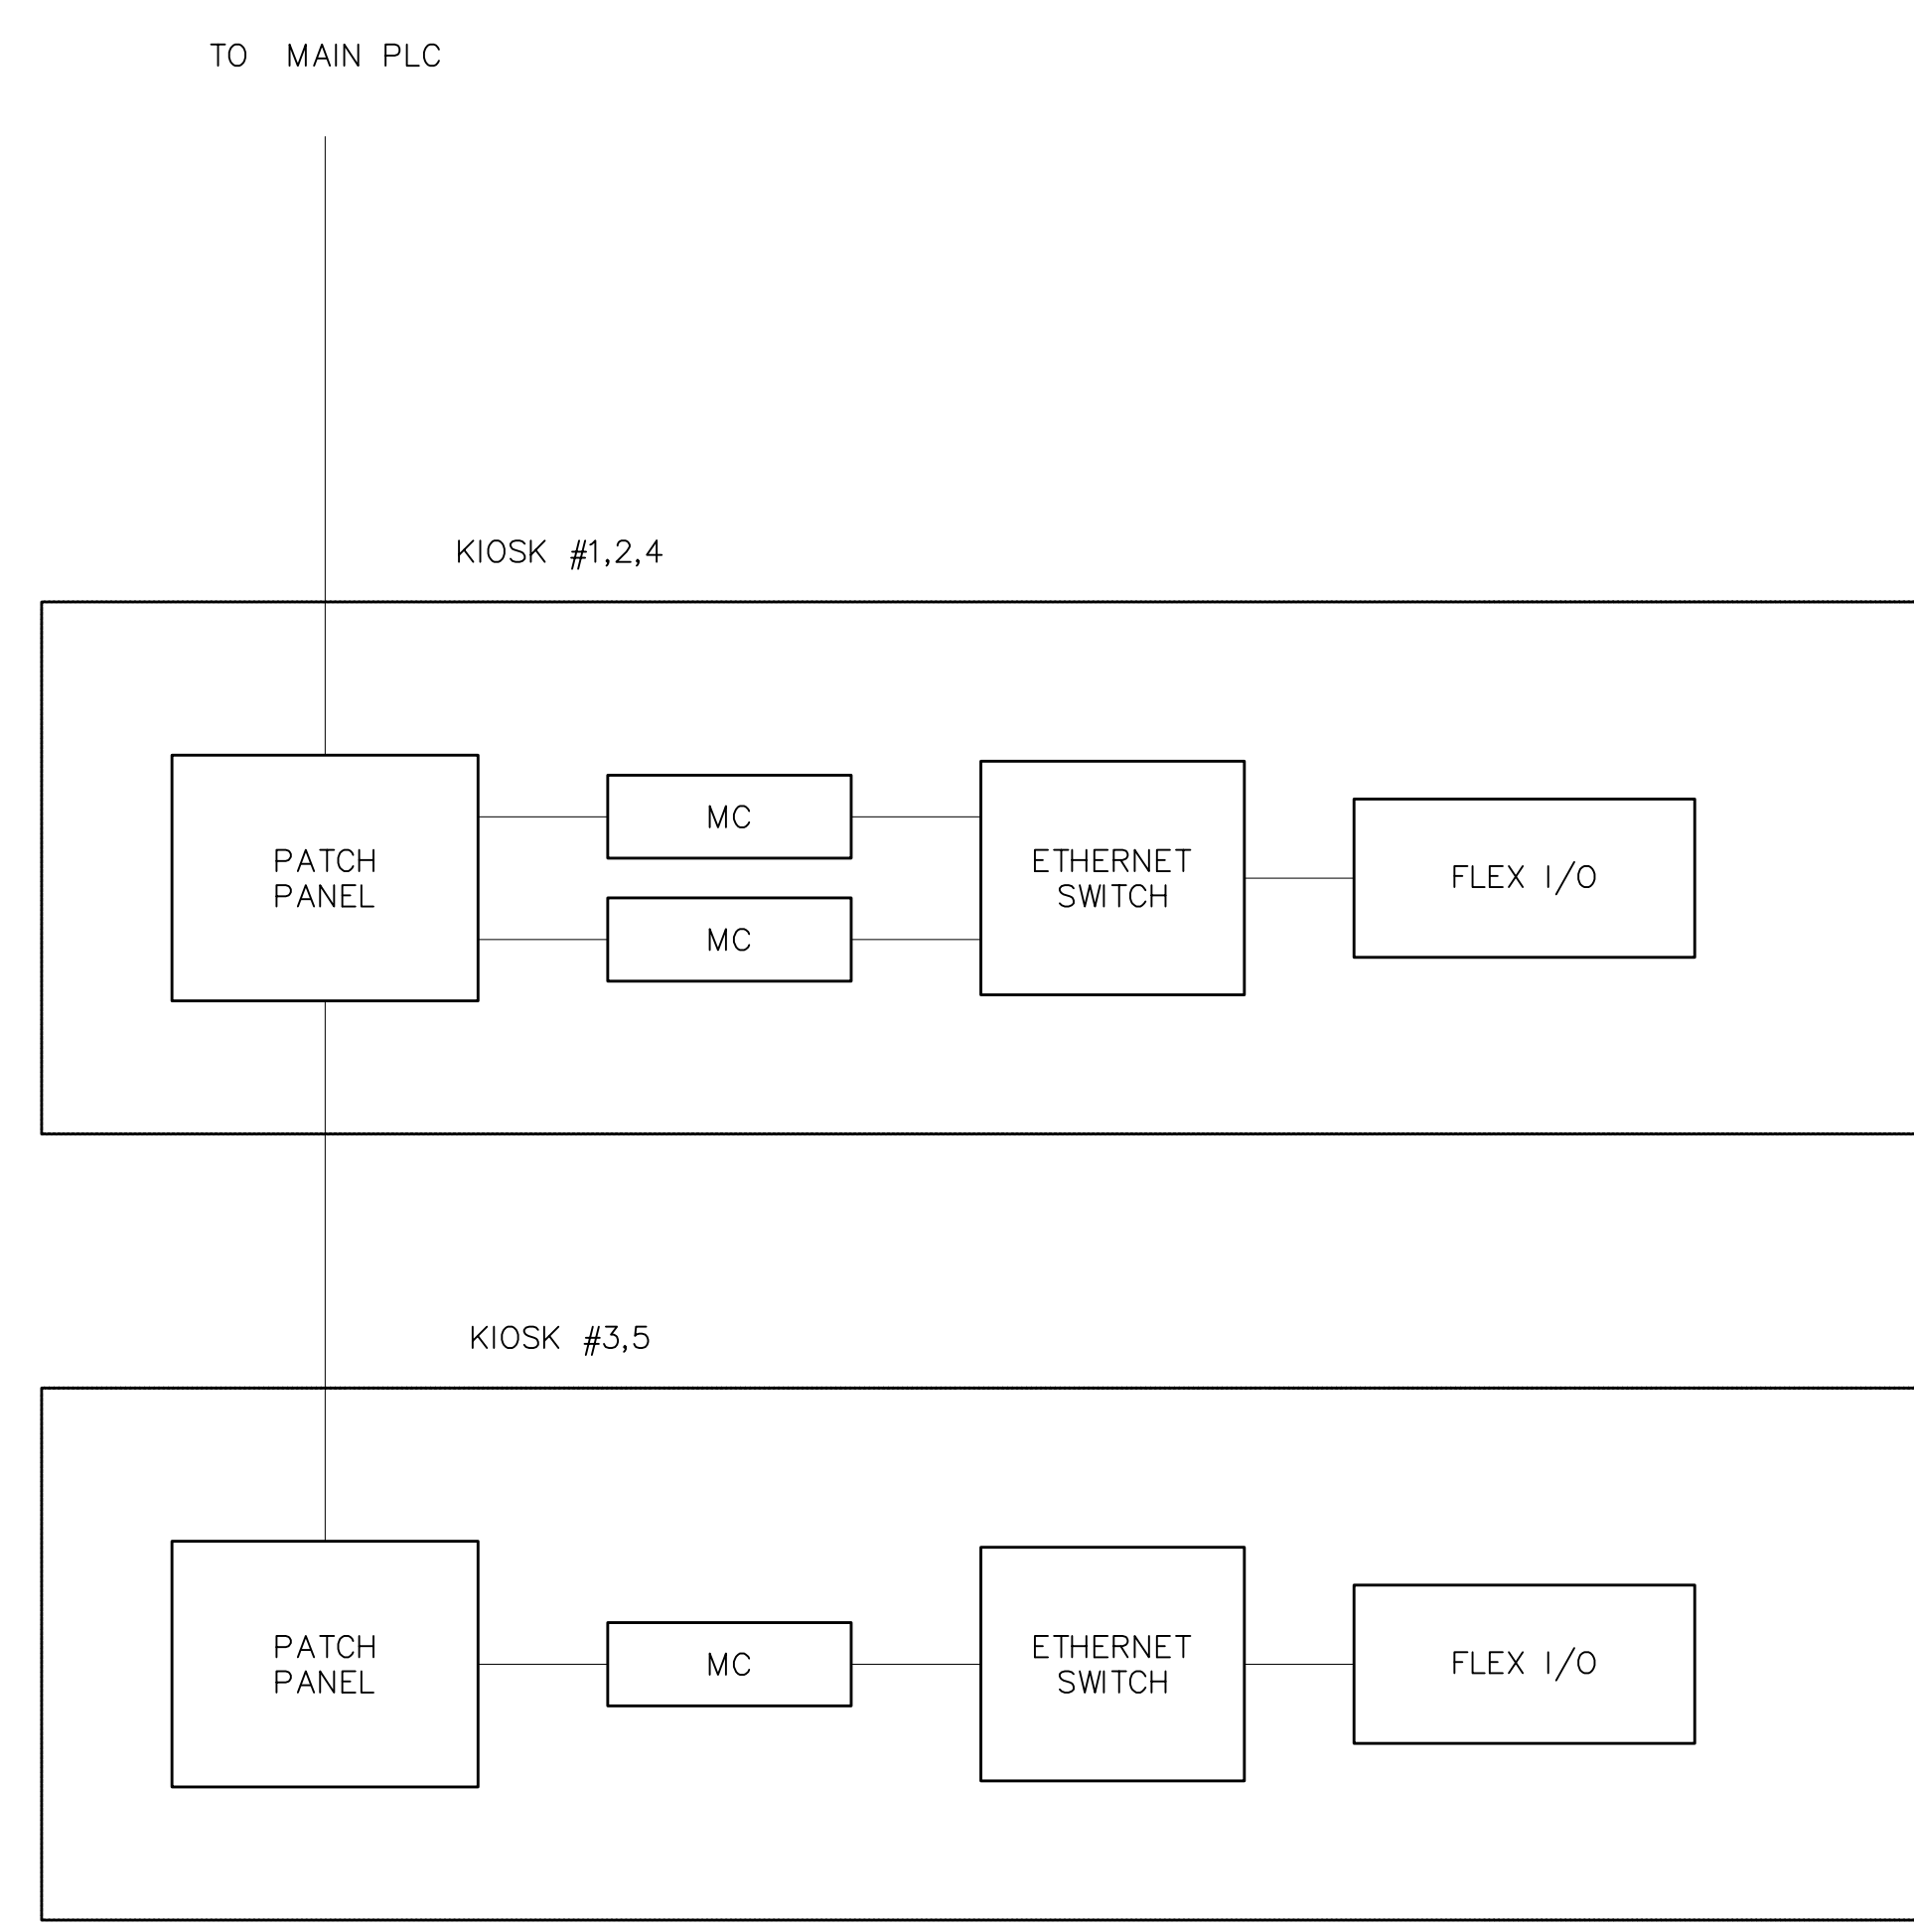 TO MAIN PLC
KIOSK #1,2,4
PATCH
PANEL
MC
MC
ETHERNET
SWITCH
FLEX I/O
KIOSK #3,5
PATCH
PANEL
MC
ETHERNET
SWITCH
FLEX I/O